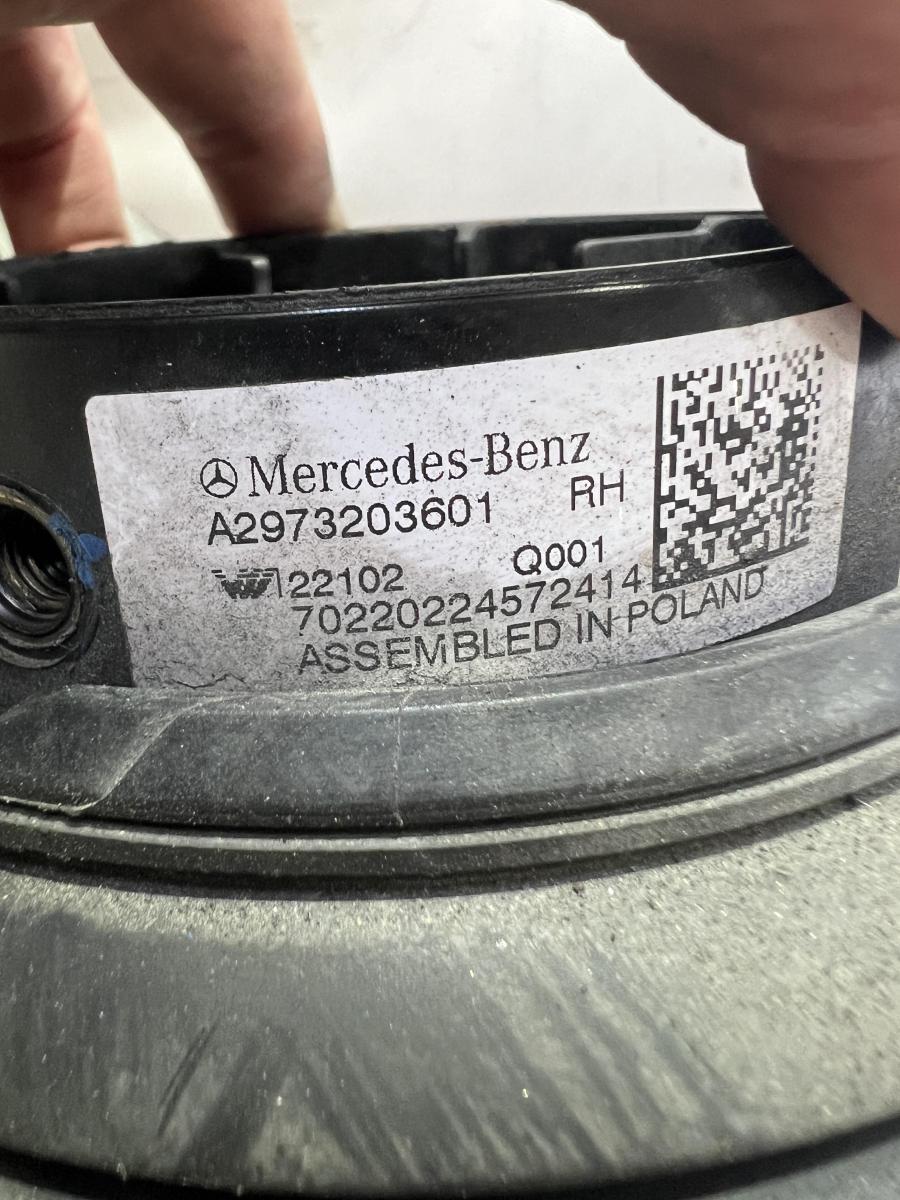 Mercedes-Benz
A2973203601 RH
22102 Q001
70220224572414
ASSEMBLED IN POLAND